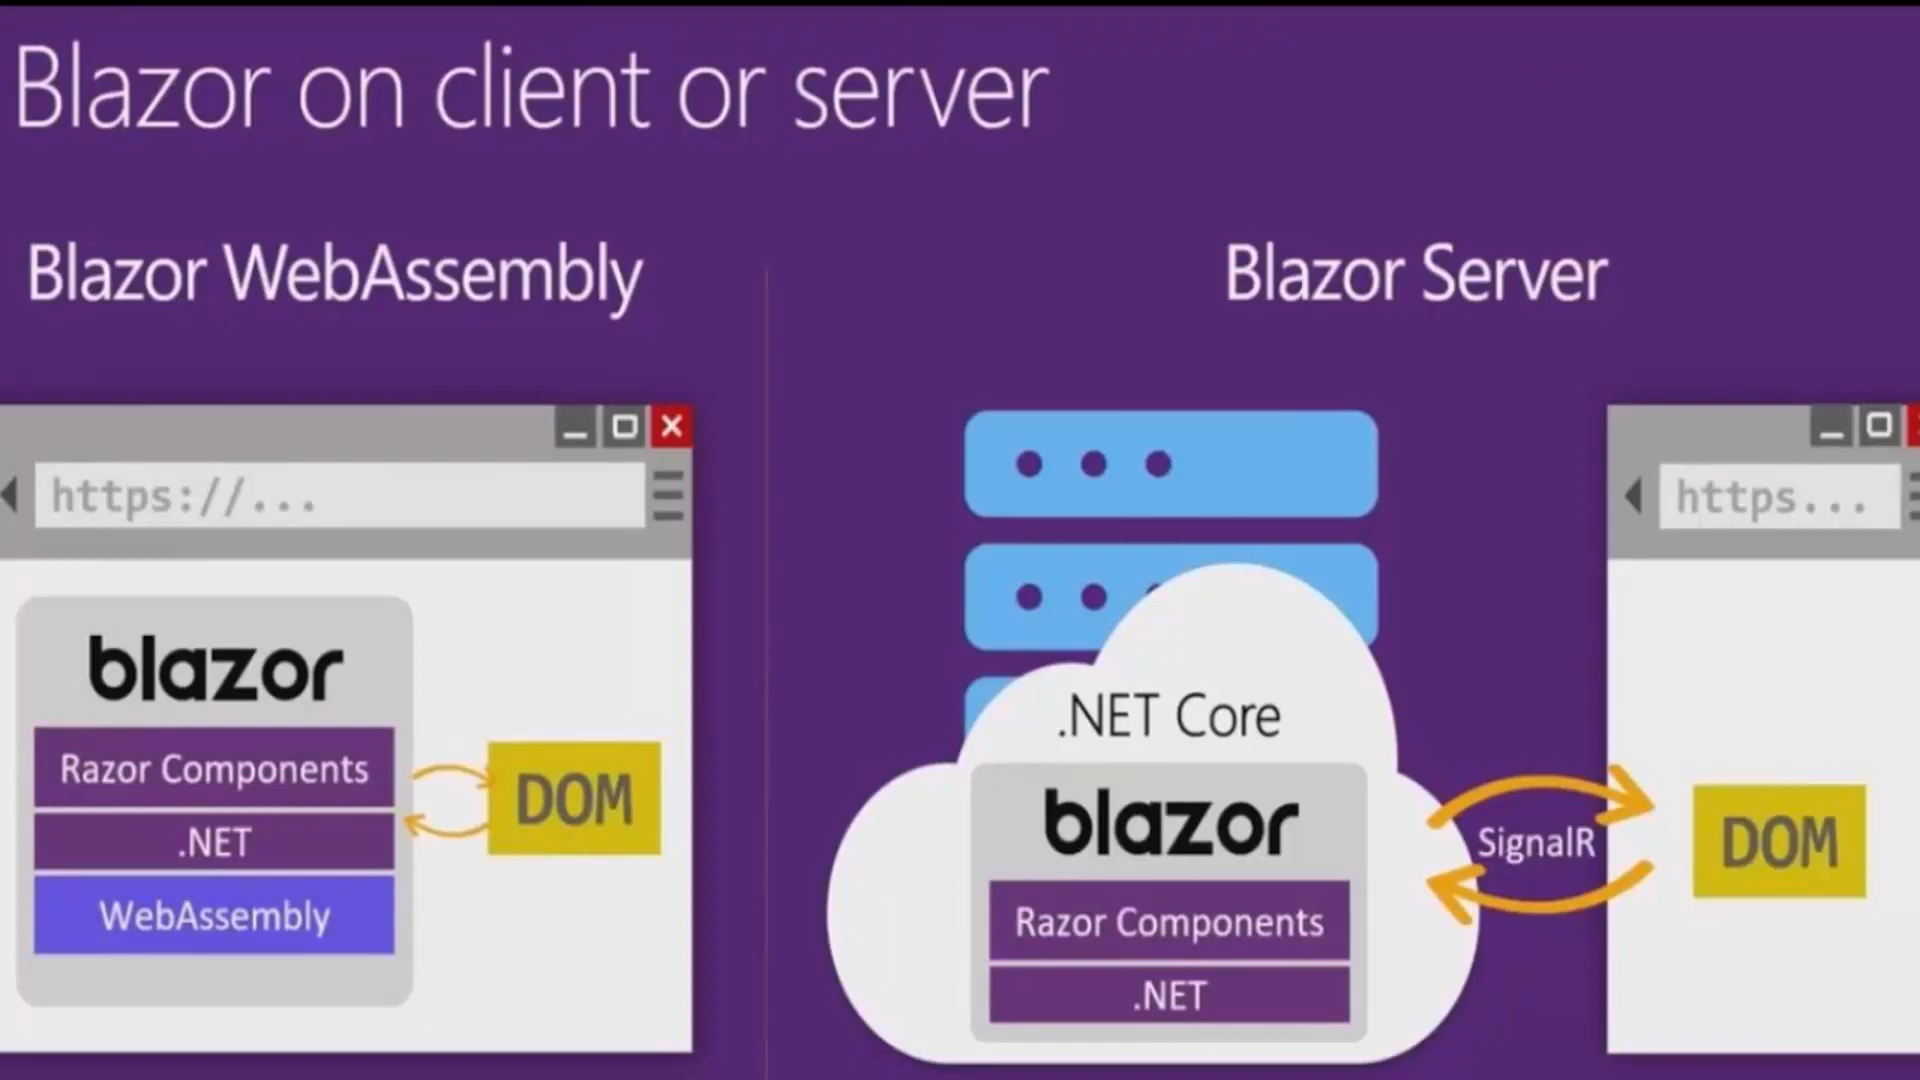 Blazor on client or server
Blazor WebAssembly
https://...
blazor
Razor Components
.NET
WebAssembly
DOM
Blazor Server
.NET Core
blazor
Razor Components
.NET
SignalR
https...
DOM